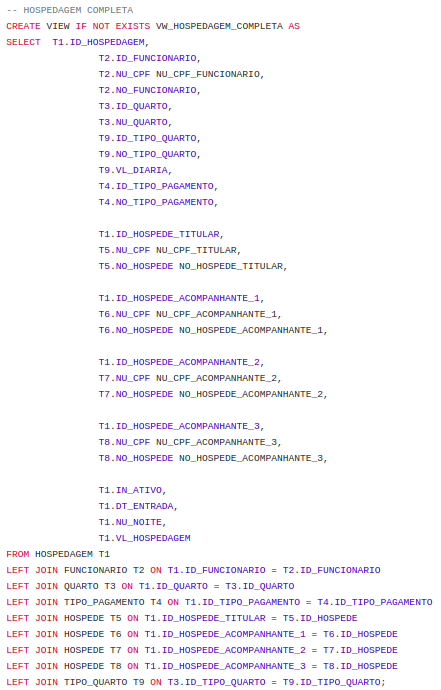 -- HOSPEDAGEM COMPLETA
CREATE VIEW IF NOT EXISTS VW_HOSPEDAGEM_COMPLETA AS
SELECT  T1.ID_HOSPEDAGEM,
T2.ID_FUNCIONARIO,
T2.NU_CPF NU_CPF_FUNCIONARIO,
T2.NO_FUNCIONARIO,
T3.ID_QUARTO,
T3.NU_QUARTO,
T9.ID_TIPO_QUARTO,
T9.NO_TIPO_QUARTO,
T9.VL_DIARIA,
T4.ID_TIPO_PAGAMENTO,
T4.NO_TIPO_PAGAMENTO,
T1.ID_HOSPEDE_TITULAR,
T5.NU_CPF NU_CPF_TITULAR,
T5.NO_HOSPEDE NO_HOSPEDE_TITULAR,
T1.ID_HOSPEDE_ACOMPANHANTE_1,
T6.NU_CPF NU_CPF_ACOMPANHANTE_1,
T6.NO_HOSPEDE NO_HOSPEDE_ACOMPANHANTE_1,
T1.ID_HOSPEDE_ACOMPANHANTE_2,
T7.NU_CPF NU_CPF_ACOMPANHANTE_2,
T7.NO_HOSPEDE NO_HOSPEDE_ACOMPANHANTE_2,
T1.ID_HOSPEDE_ACOMPANHANTE_3,
T8.NU_CPF NU_CPF_ACOMPANHANTE_3,
T8.NO_HOSPEDE NO_HOSPEDE_ACOMPANHANTE_3,
T1.IN_ATIVO,
T1.DT_ENTRADA,
T1.NU_NOITE,
T1.VL_HOSPEDAGEM
FROM HOSPEDAGEM T1
LEFT JOIN FUNCIONARIO T2 ON T1.ID_FUNCIONARIO = T2.ID_FUNCIONARIO
LEFT JOIN QUARTO T3 ON T1.ID_QUARTO = T3.ID_QUARTO
LEFT JOIN TIPO_PAGAMENTO T4 ON T1.ID_TIPO_PAGAMENTO = T4.ID_TIPO_PAGAMENTO
LEFT JOIN HOSPEDE T5 ON T1.ID_HOSPEDE_TITULAR = T5.ID_HOSPEDE
LEFT JOIN HOSPEDE T6 ON T1.ID_HOSPEDE_ACOMPANHANTE_1 = T6.ID_HOSPEDE
LEFT JOIN HOSPEDE T7 ON T1.ID_HOSPEDE_ACOMPANHANTE_2 = T7.ID_HOSPEDE
LEFT JOIN HOSPEDE T8 ON T1.ID_HOSPEDE_ACOMPANHANTE_3 = T8.ID_HOSPEDE
LEFT JOIN TIPO_QUARTO T9 ON T3.ID_TIPO_QUARTO = T9.ID_TIPO_QUARTO;